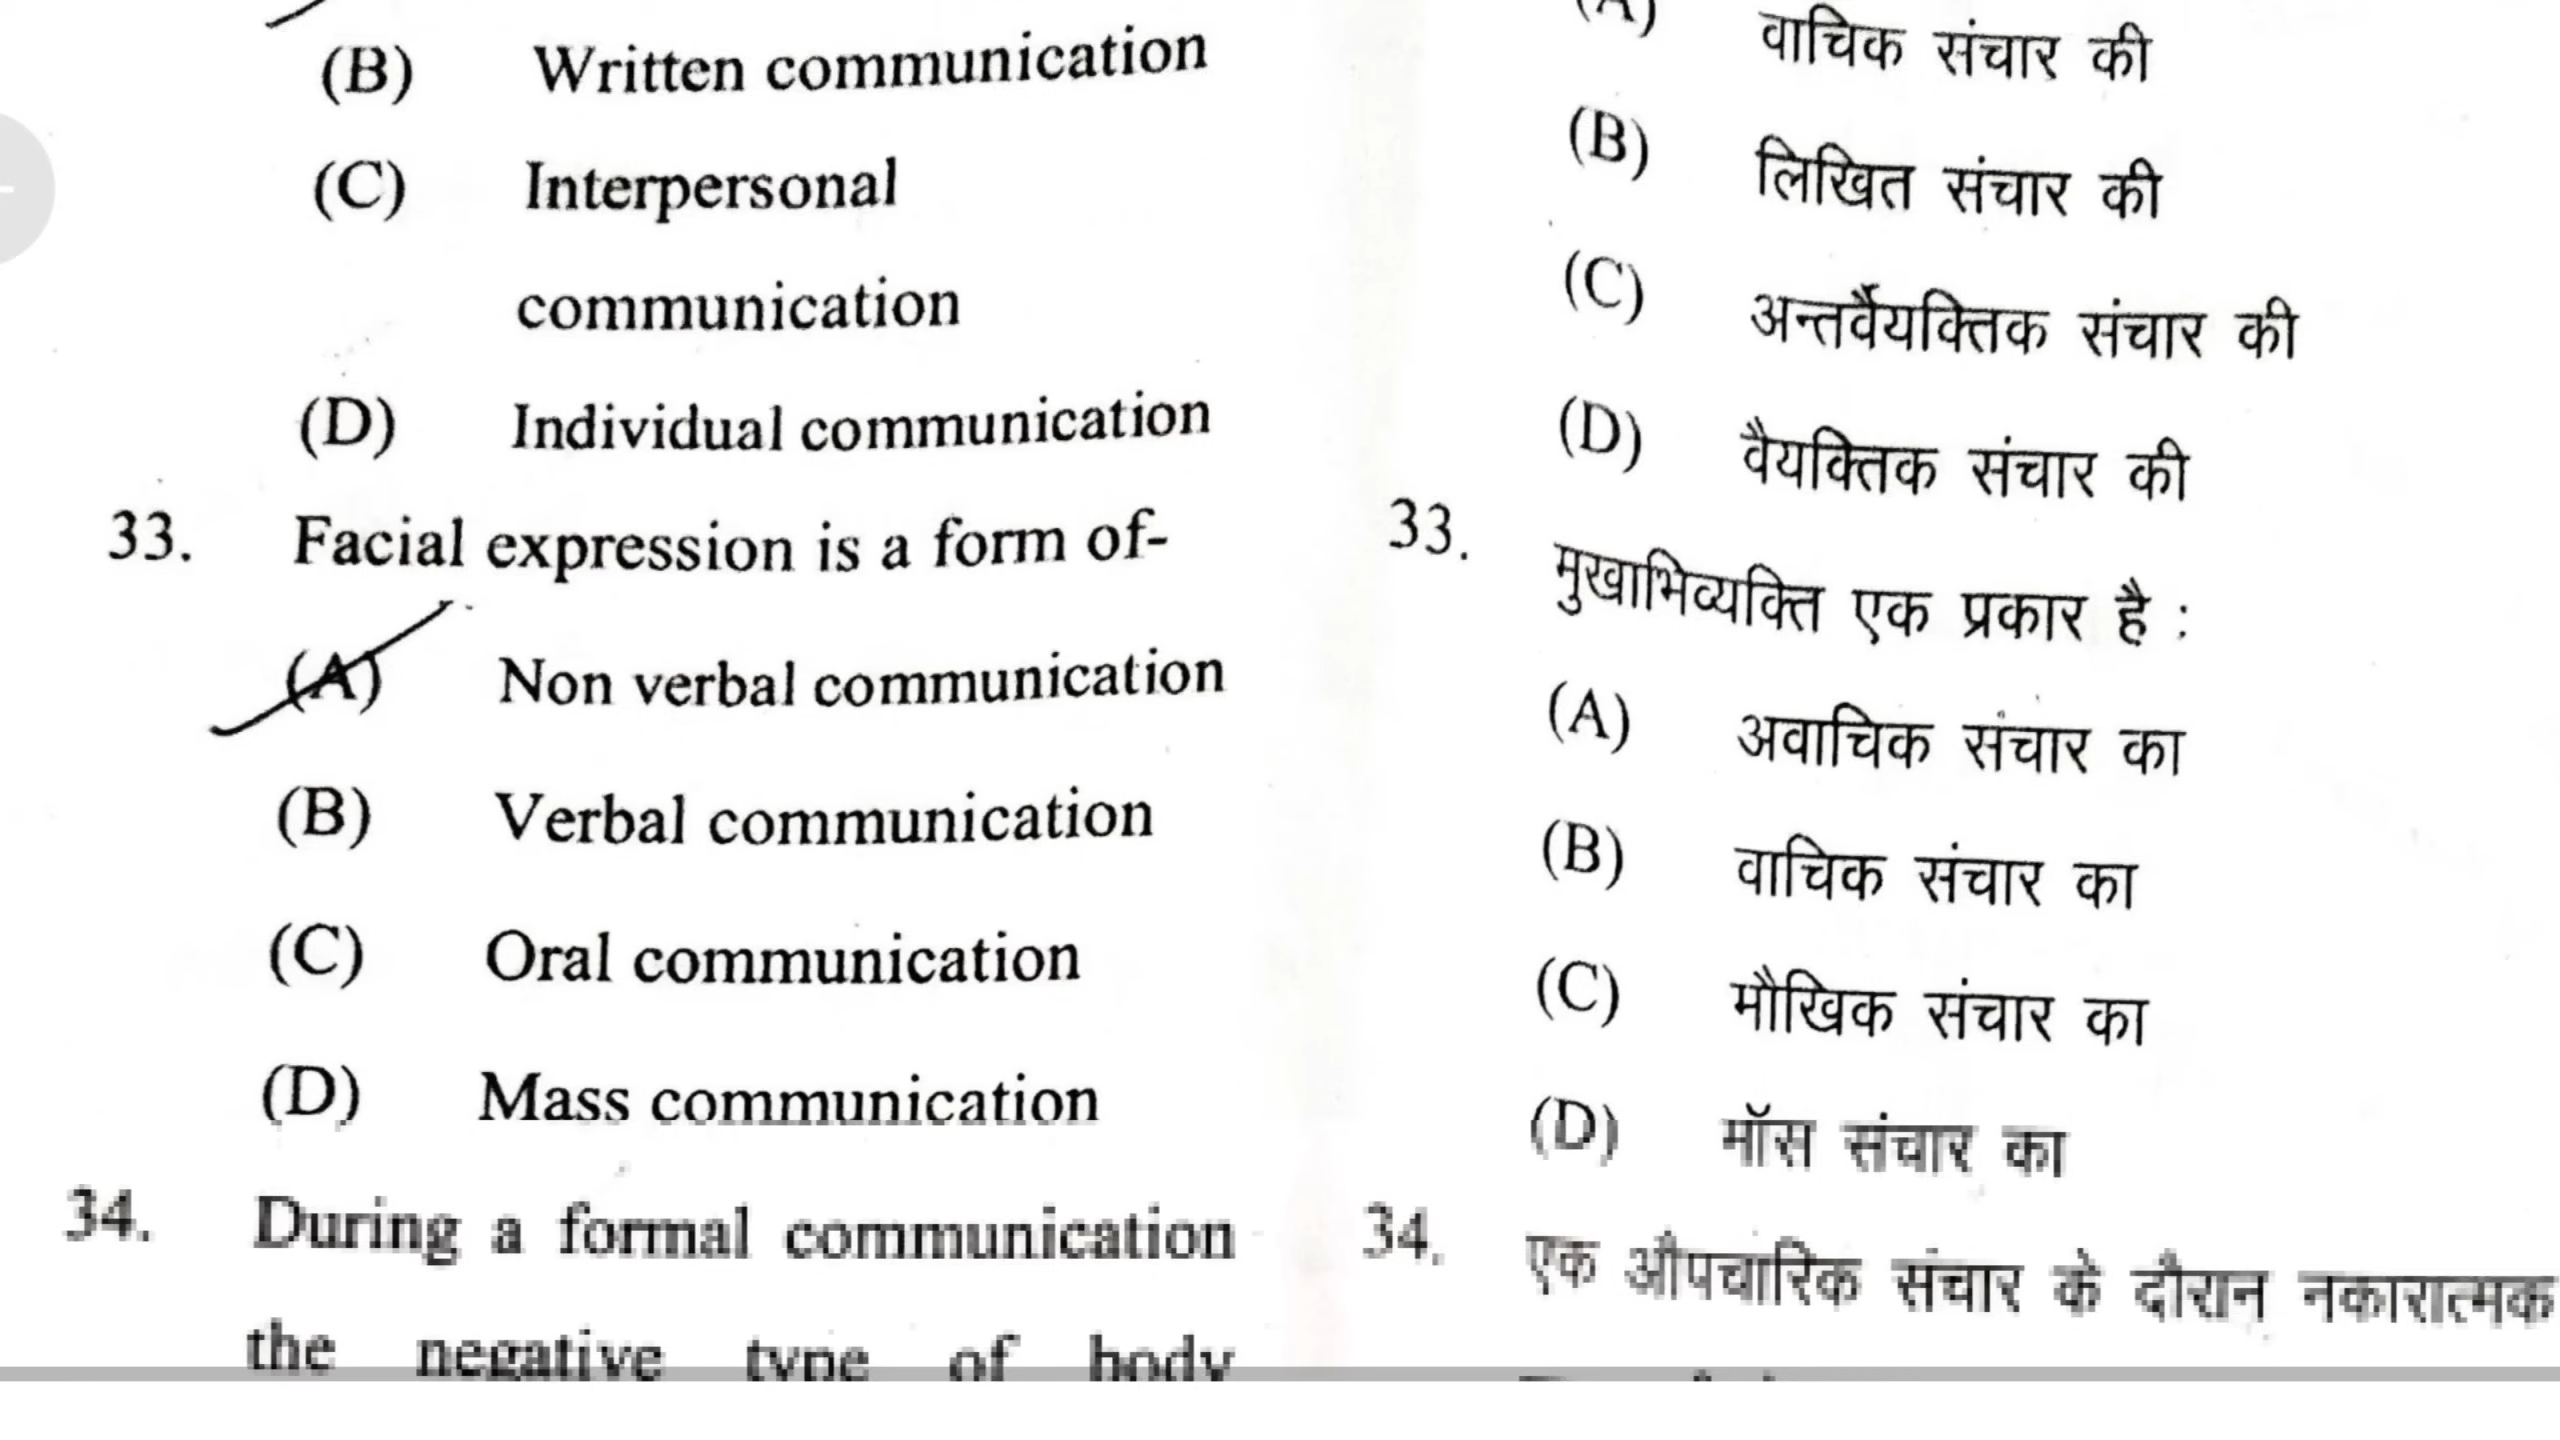 (B) Written communication
(C) Interpersonal
communication
(D) Individual communication
33. Facial expression is a form of-
(A) Non verbal communication
(B) Verbal communication
(C) Oral communication
(D) Mass communication
34. During a formal communication
the negative type of body
(A) वाचिक संचार की
(B) लिखित संचार की
(C) अन्तर्वैयक्तिक संचार की
(D) वैयक्तिक संचार की
33. मुखाभिव्यक्ति एक प्रकार है :
(A) अवाचिक संचार का
(B) वाचिक संचार का
(C) मौखिक संचार का
(D) मॉस संचार का
34. एक औपचारिक संचार के दौरान नकारात्मक